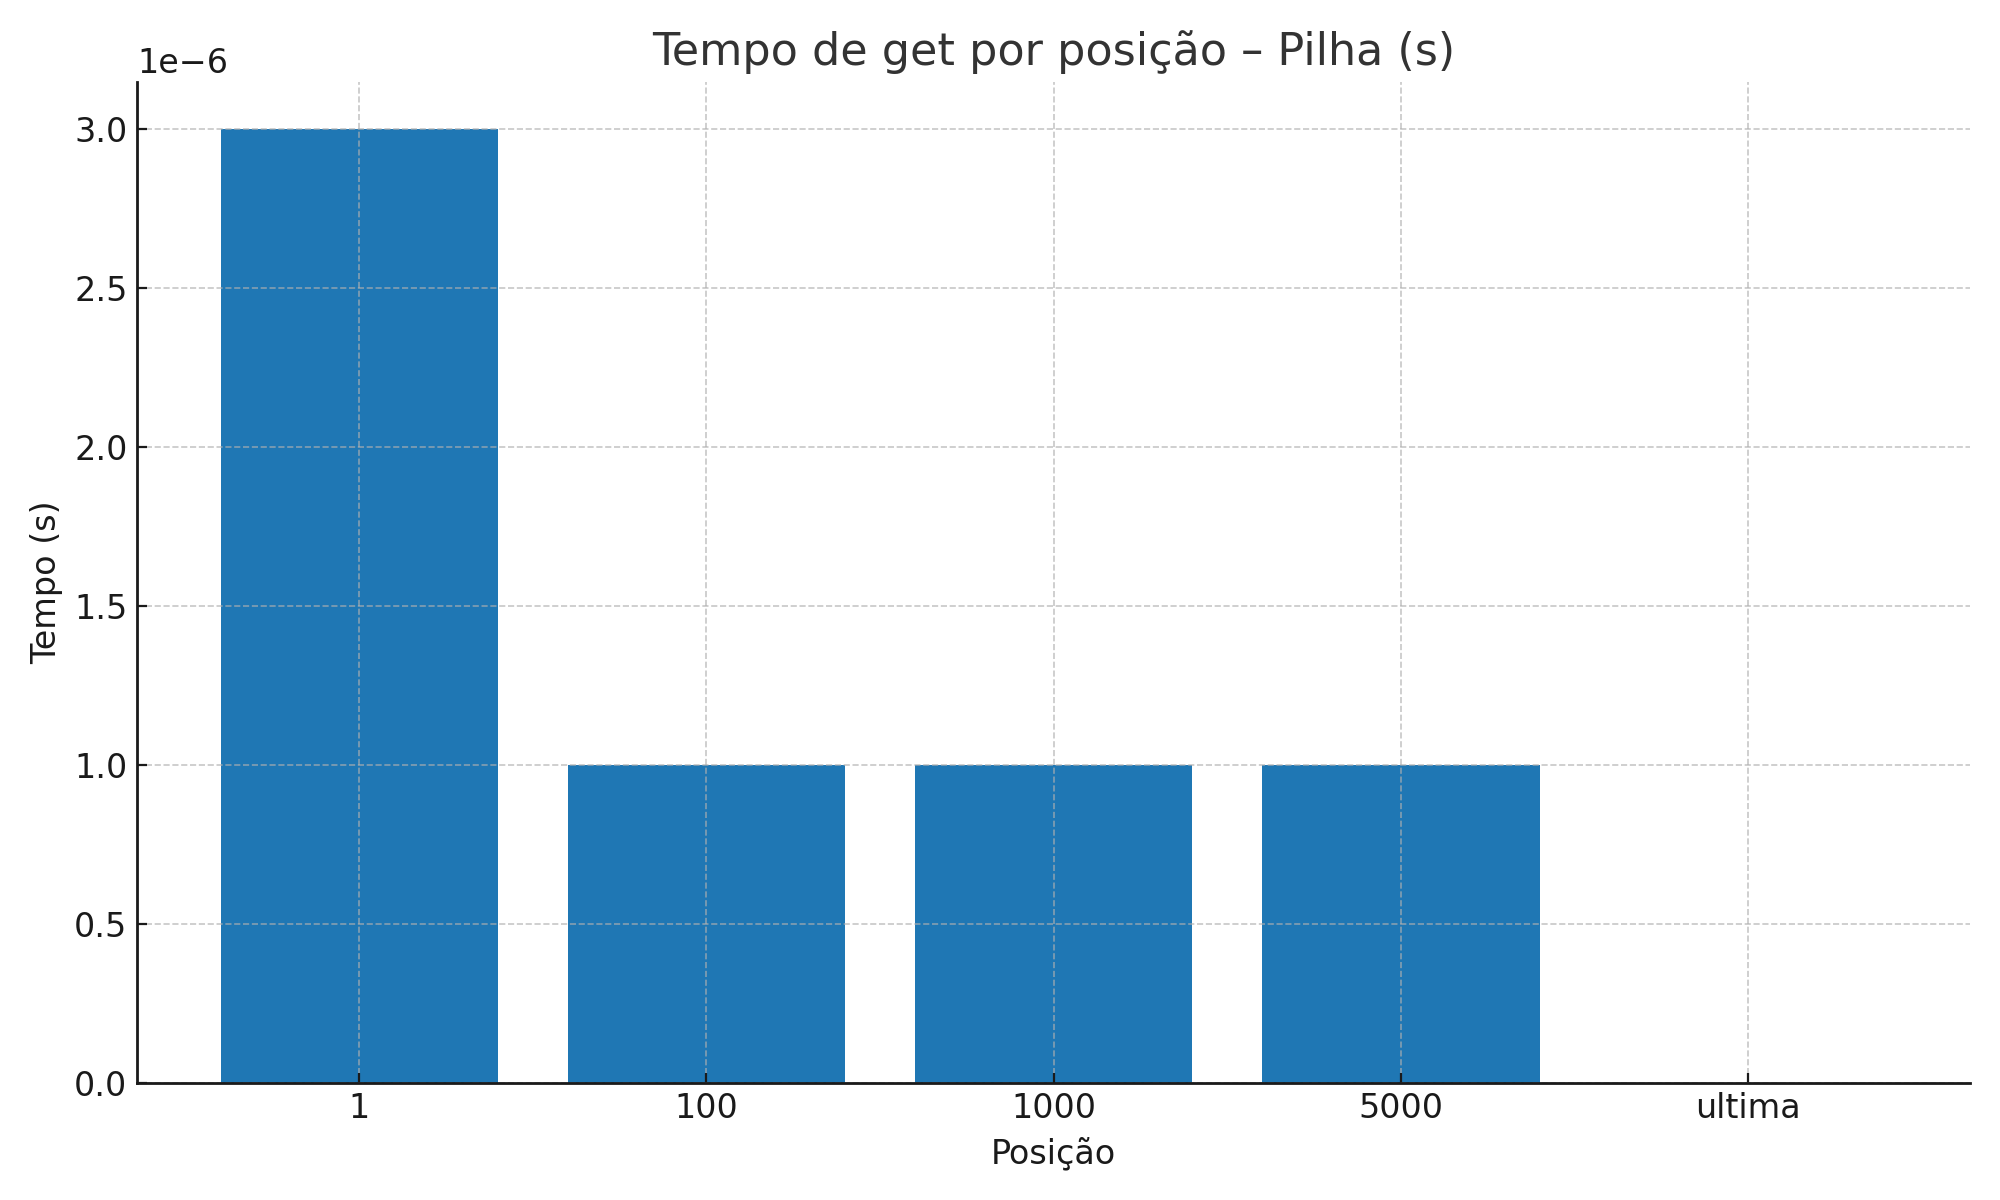 Tempo de get por posição – Pilha (s)
1e−6
3.0
2.5
2.0
1.5
1.0
0.5
0.0
Tempo (s)
1 100 1000 5000 ultima
Posição